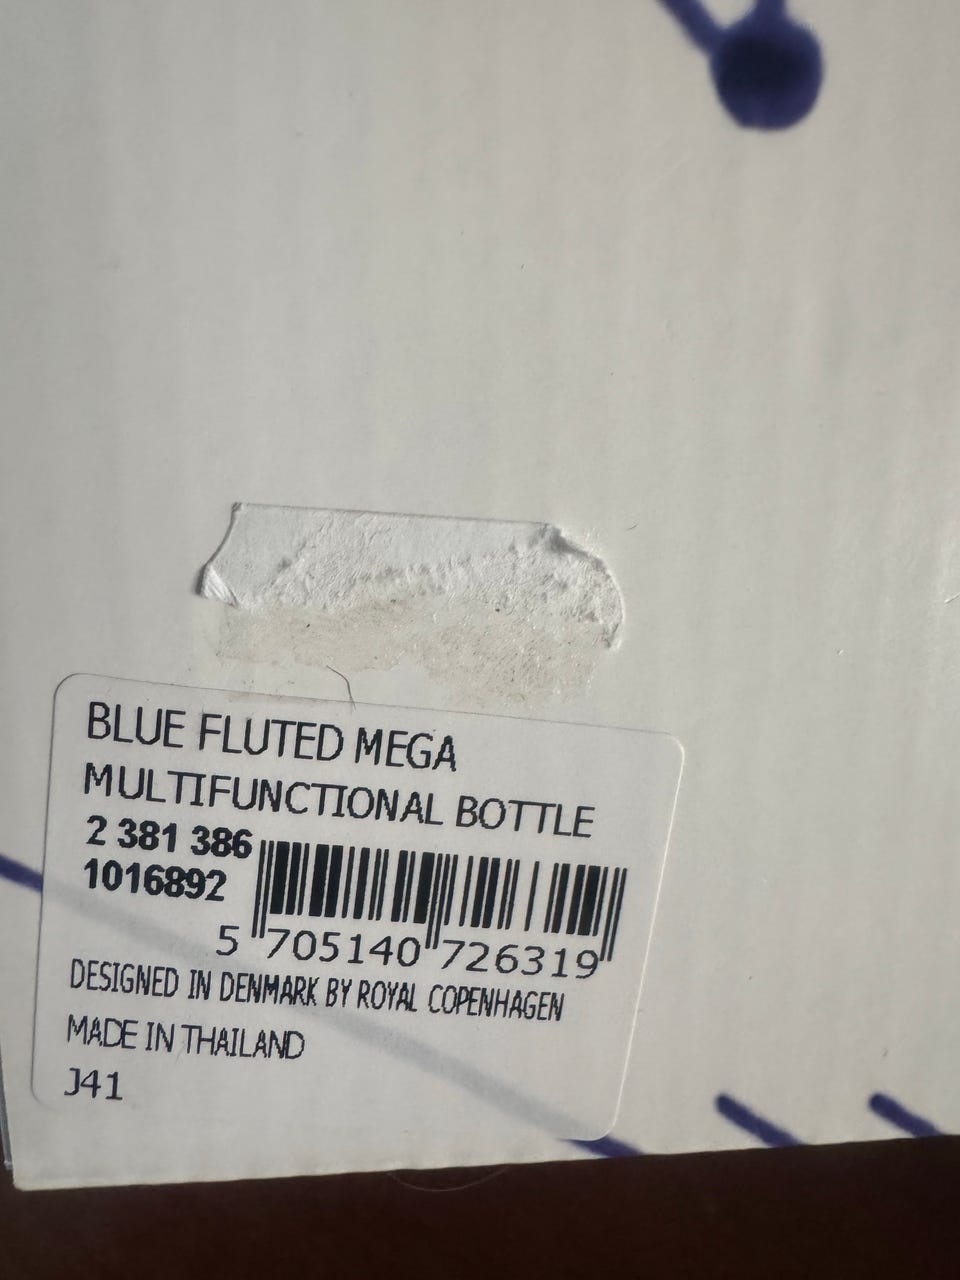 BLUE FLUTED MEGA
MULTIFUNCTIONAL BOTTLE
2 381 386
1016892
5 705140 726319
DESIGNED IN DENMARK BY ROYAL COPENHAGEN
MADE IN THAILAND
J41